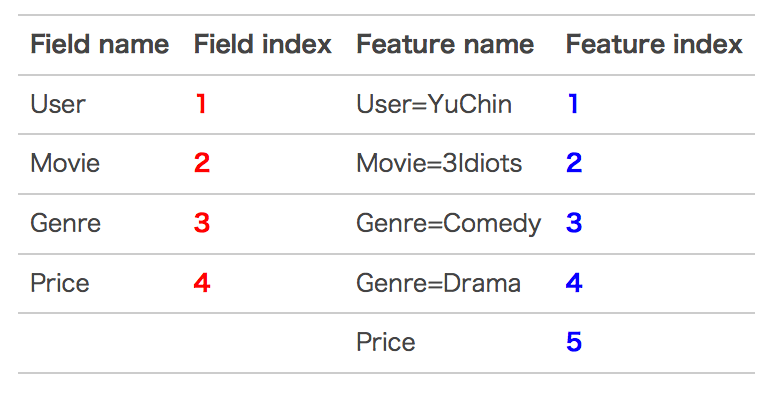 Field name Field index Feature name Feature index
User 1 User=YuChin 1
Movie 2 Movie=3Idiots 2
Genre 3 Genre=Comedy 3
Price 4 Genre=Drama 4
Price 5